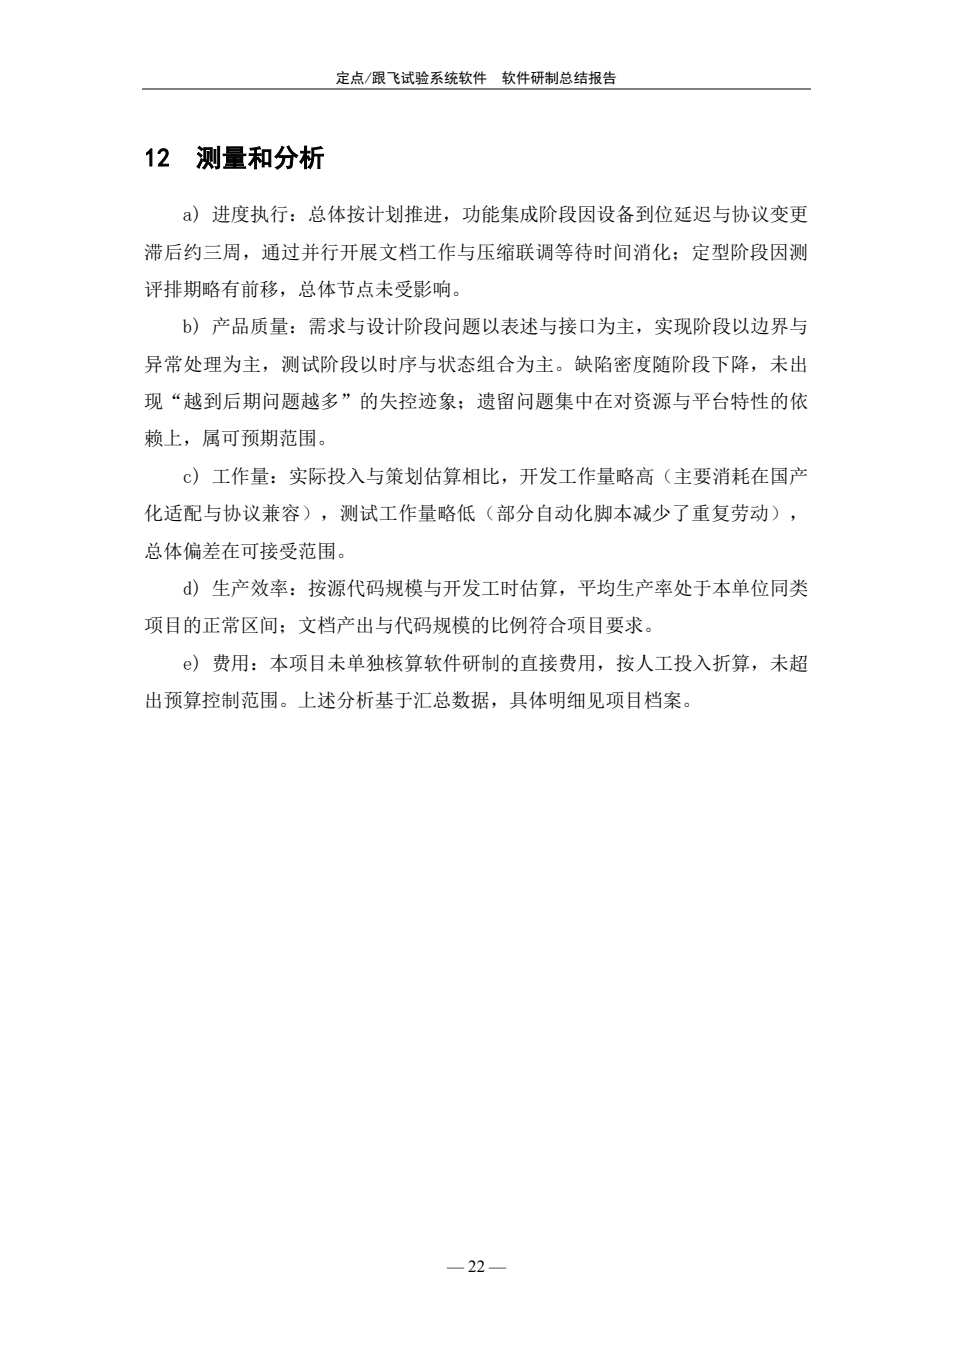 定点/跟飞试验系统软件　软件研制总结报告
12　测量和分析
a) 进度执行：总体按计划推进，功能集成阶段因设备到位延迟与协议变更
滞后约三周，通过并行开展文档工作与压缩联调等待时间消化；定型阶段因测
评排期略有前移，总体节点未受影响。
b) 产品质量：需求与设计阶段问题以表述与接口为主，实现阶段以边界与
异常处理为主，测试阶段以时序与状态组合为主。缺陷密度随阶段下降，未出
现“越到后期问题越多”的失控迹象；遗留问题集中在对资源与平台特性的依
赖上，属可预期范围。
c) 工作量：实际投入与策划估算相比，开发工作量略高（主要消耗在国产
化适配与协议兼容），测试工作量略低（部分自动化脚本减少了重复劳动），
总体偏差在可接受范围。
d) 生产效率：按源代码规模与开发工时估算，平均生产率处于本单位同类
项目的正常区间；文档产出与代码规模的比例符合项目要求。
e) 费用：本项目未单独核算软件研制的直接费用，按人工投入折算，未超
出预算控制范围。上述分析基于汇总数据，具体明细见项目档案。
— 22 —